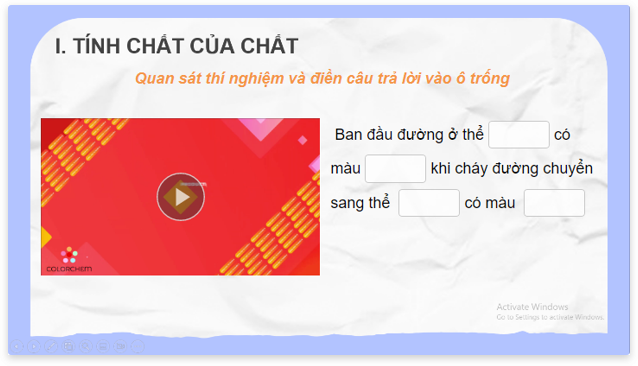 I. TÍNH CHẤT CỦA CHẤT
Quan sát thí nghiệm và điền câu trả lời vào ô trống
Ban đầu đường ở thể có
màu khi cháy đường chuyển
sang thể có màu
COLORCHEM
Activate Windows
Go to Settings to activate Windows.